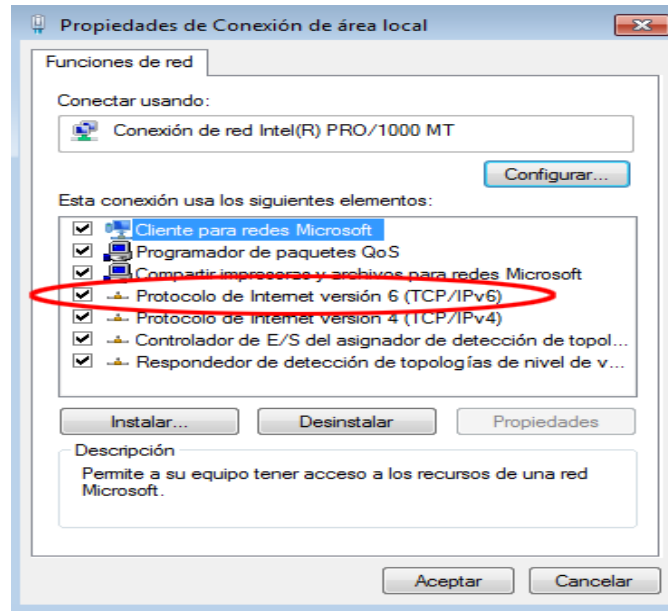 Propiedades de Conexión de área local
Funciones de red
Conectar usando:
Conexión de red Intel(R) PRO/1000 MT
Configurar...
Esta conexión usa los siguientes elementos:
Cliente para redes Microsoft
Programador de paquetes QoS
Compartir impresoras y archivos para redes Microsoft
Protocolo de Internet versión 6 (TCP/IPv6)
Protocolo de Internet versión 4 (TCP/IPv4)
Controlador de E/S del asignador de detección de topol...
Respondedor de detección de topologías de nivel de v...
Instalar... Desinstalar Propiedades
Descripción
Permite a su equipo tener acceso a los recursos de una red
Microsoft.
Aceptar Cancelar